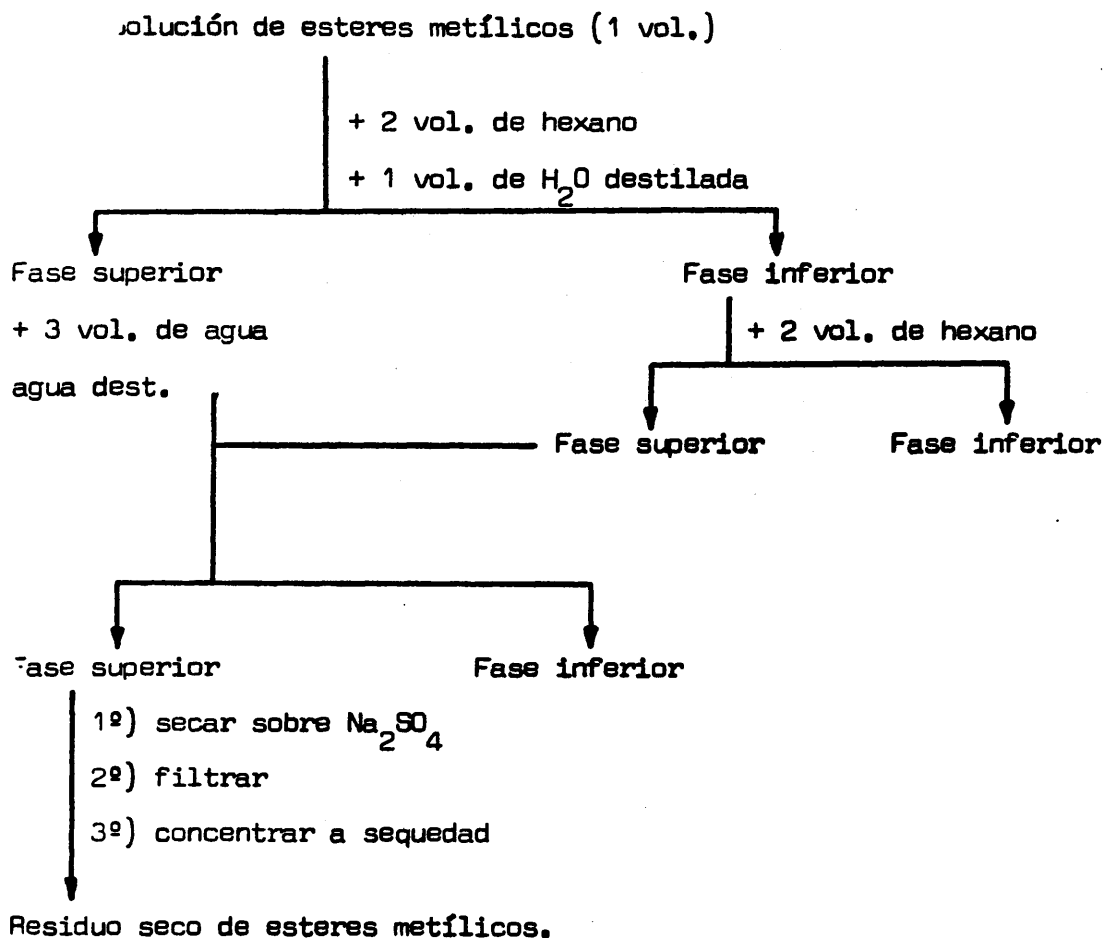 olución de esteres metílicos (1 vol.)
+ 2 vol. de hexano
+ 1 vol. de H2O destilada
Fase superior
Fase inferior
+ 3 vol. de agua
+ 2 vol. de hexano
agua dest.
Fase superior
Fase inferior
Fase superior
Fase inferior
1º) secar sobre Na2SO4
2º) filtrar
3º) concentrar a sequedad
Residuo seco de esteres metílicos.